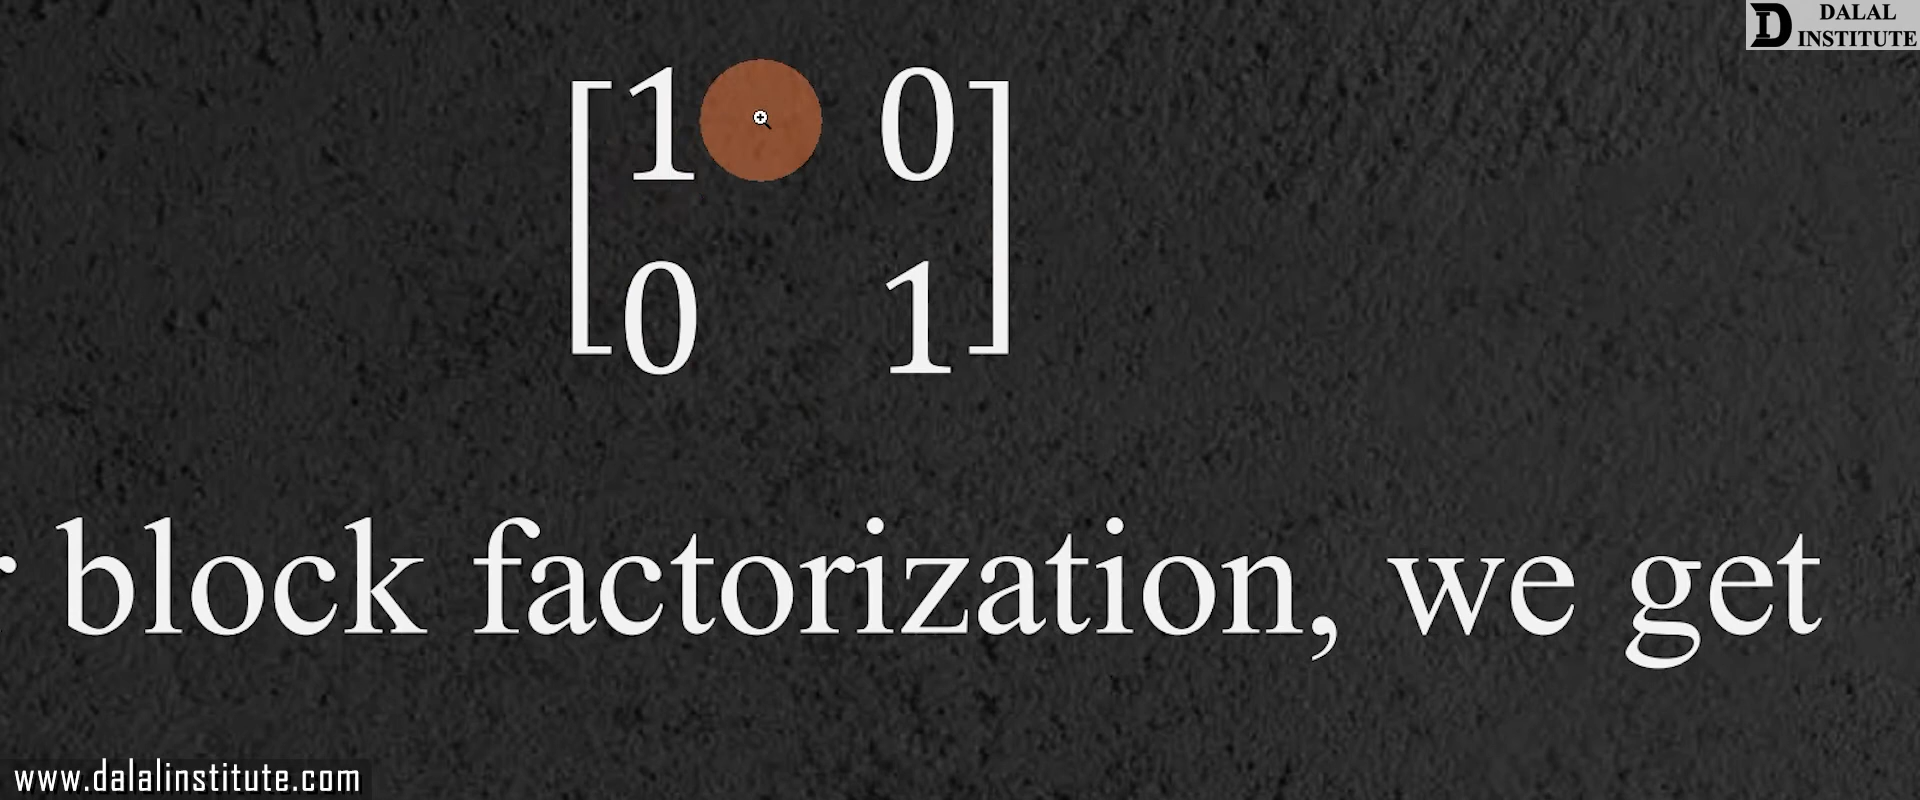 DALAL
INSTITUTE
1 0
0 1
block factorization, we get
www.dalalinstitute.com